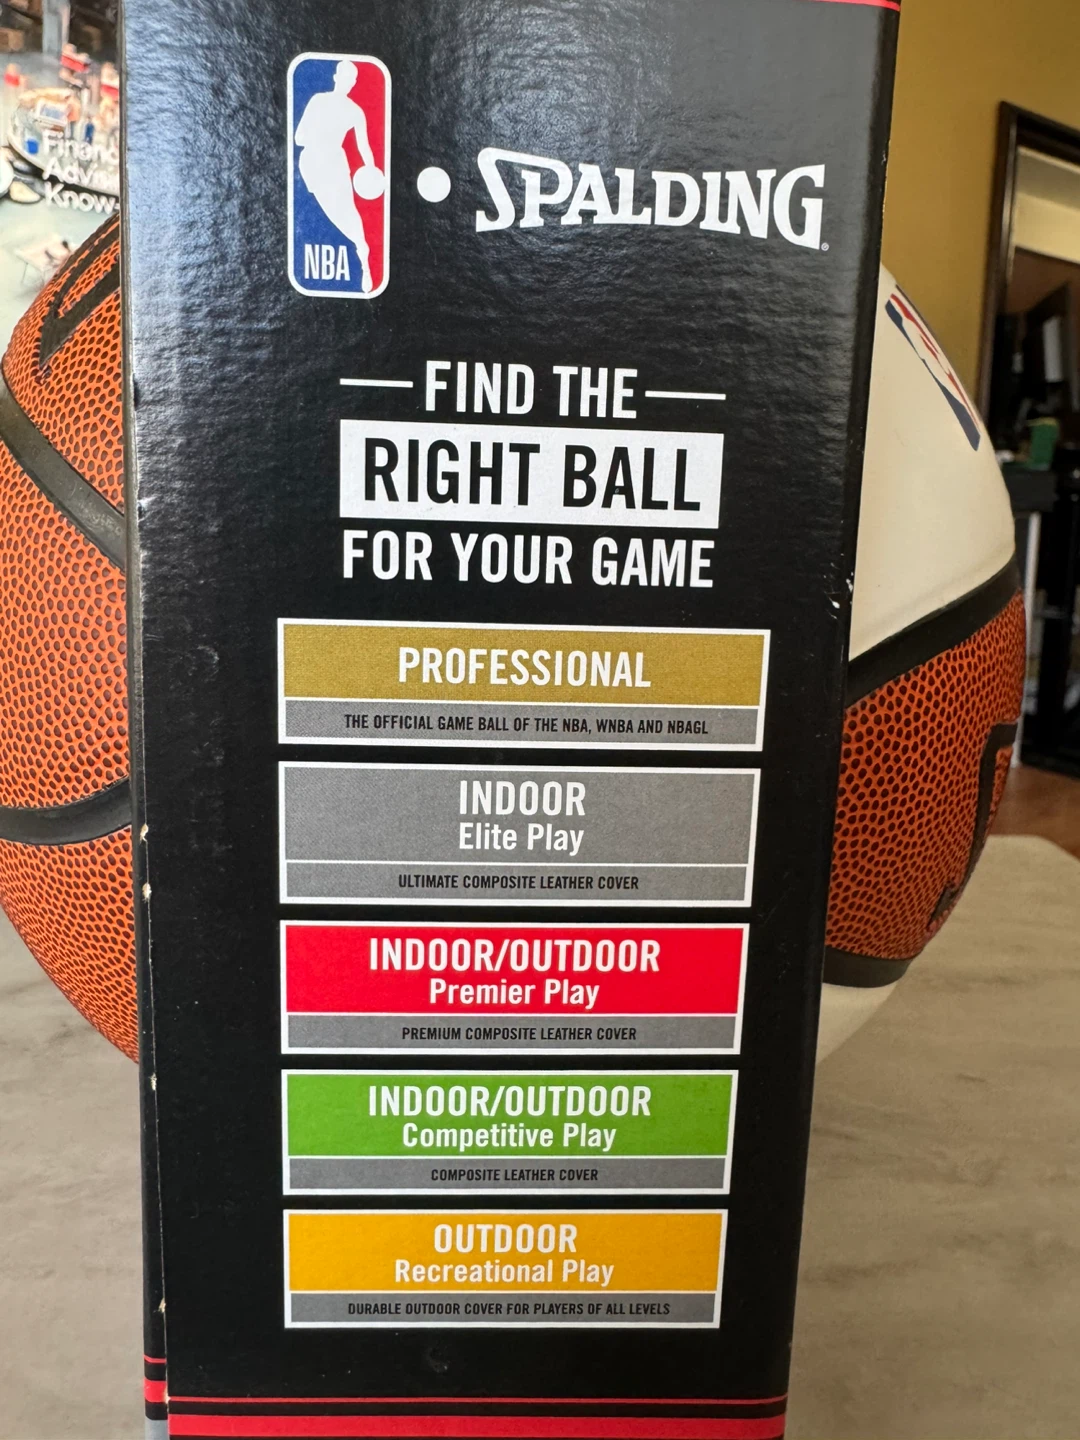 Know-
NBA
• SPALDING®
FIND THE
RIGHT BALL
FOR YOUR GAME
PROFESSIONAL
THE OFFICIAL GAME BALL OF THE NBA, WNBA AND NBAGL
INDOOR
Elite Play
ULTIMATE COMPOSITE LEATHER COVER
INDOOR/OUTDOOR
Premier Play
PREMIUM COMPOSITE LEATHER COVER
INDOOR/OUTDOOR
Competitive Play
COMPOSITE LEATHER COVER
OUTDOOR
Recreational Play
DURABLE OUTDOOR COVER FOR PLAYERS OF ALL LEVELS